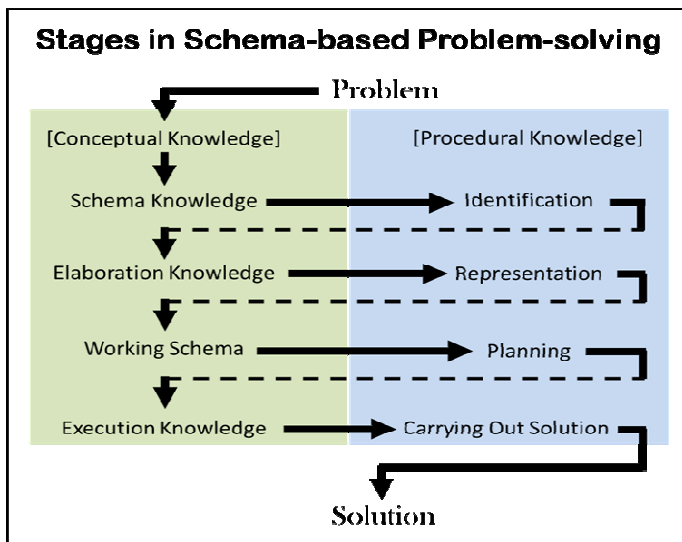 Stages in Schema-based Problem-solving
Problem
[Conceptual Knowledge]
[Procedural Knowledge]
Schema Knowledge
Identification
Elaboration Knowledge
Representation
Working Schema
Planning
Execution Knowledge
Carrying Out Solution
Solution